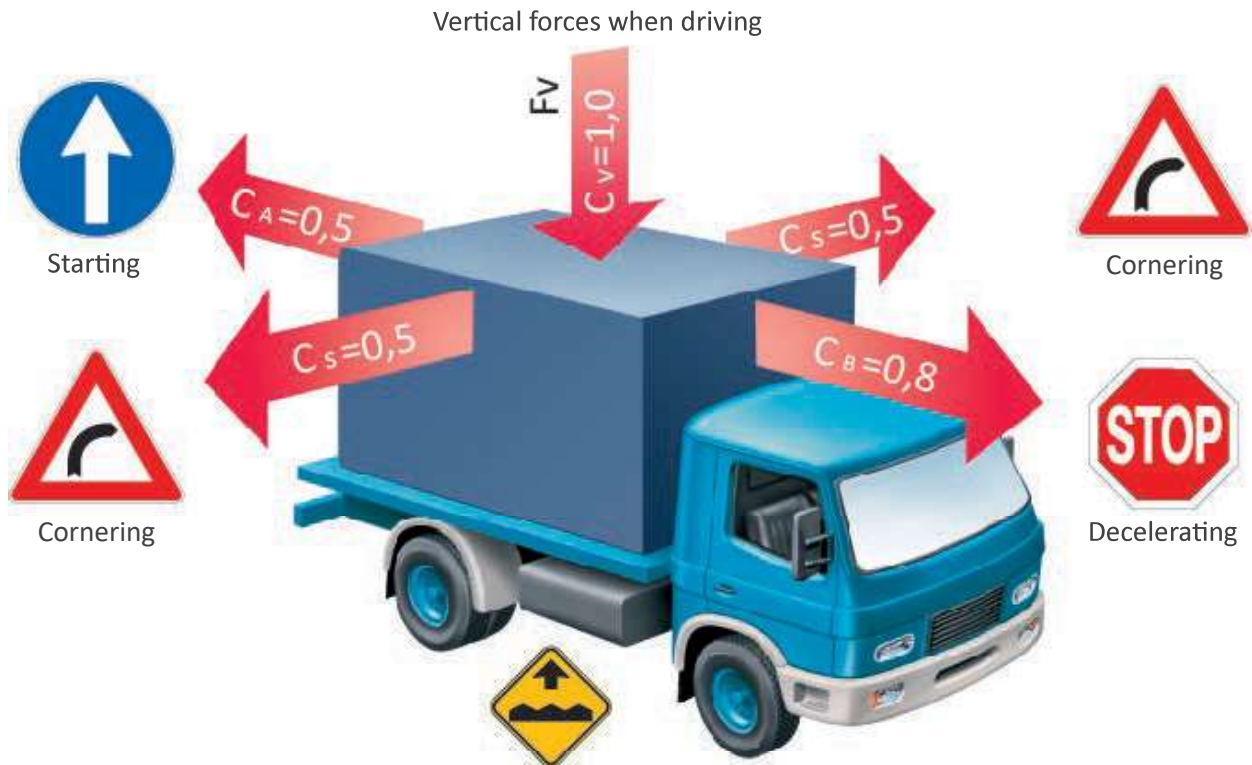 Vertical forces when driving
Fv
C V=1,0
C A=0,5
Starting
C S=0,5
Cornering
C S=0,5
Cornering
C B=0,8
STOP
Decelerating